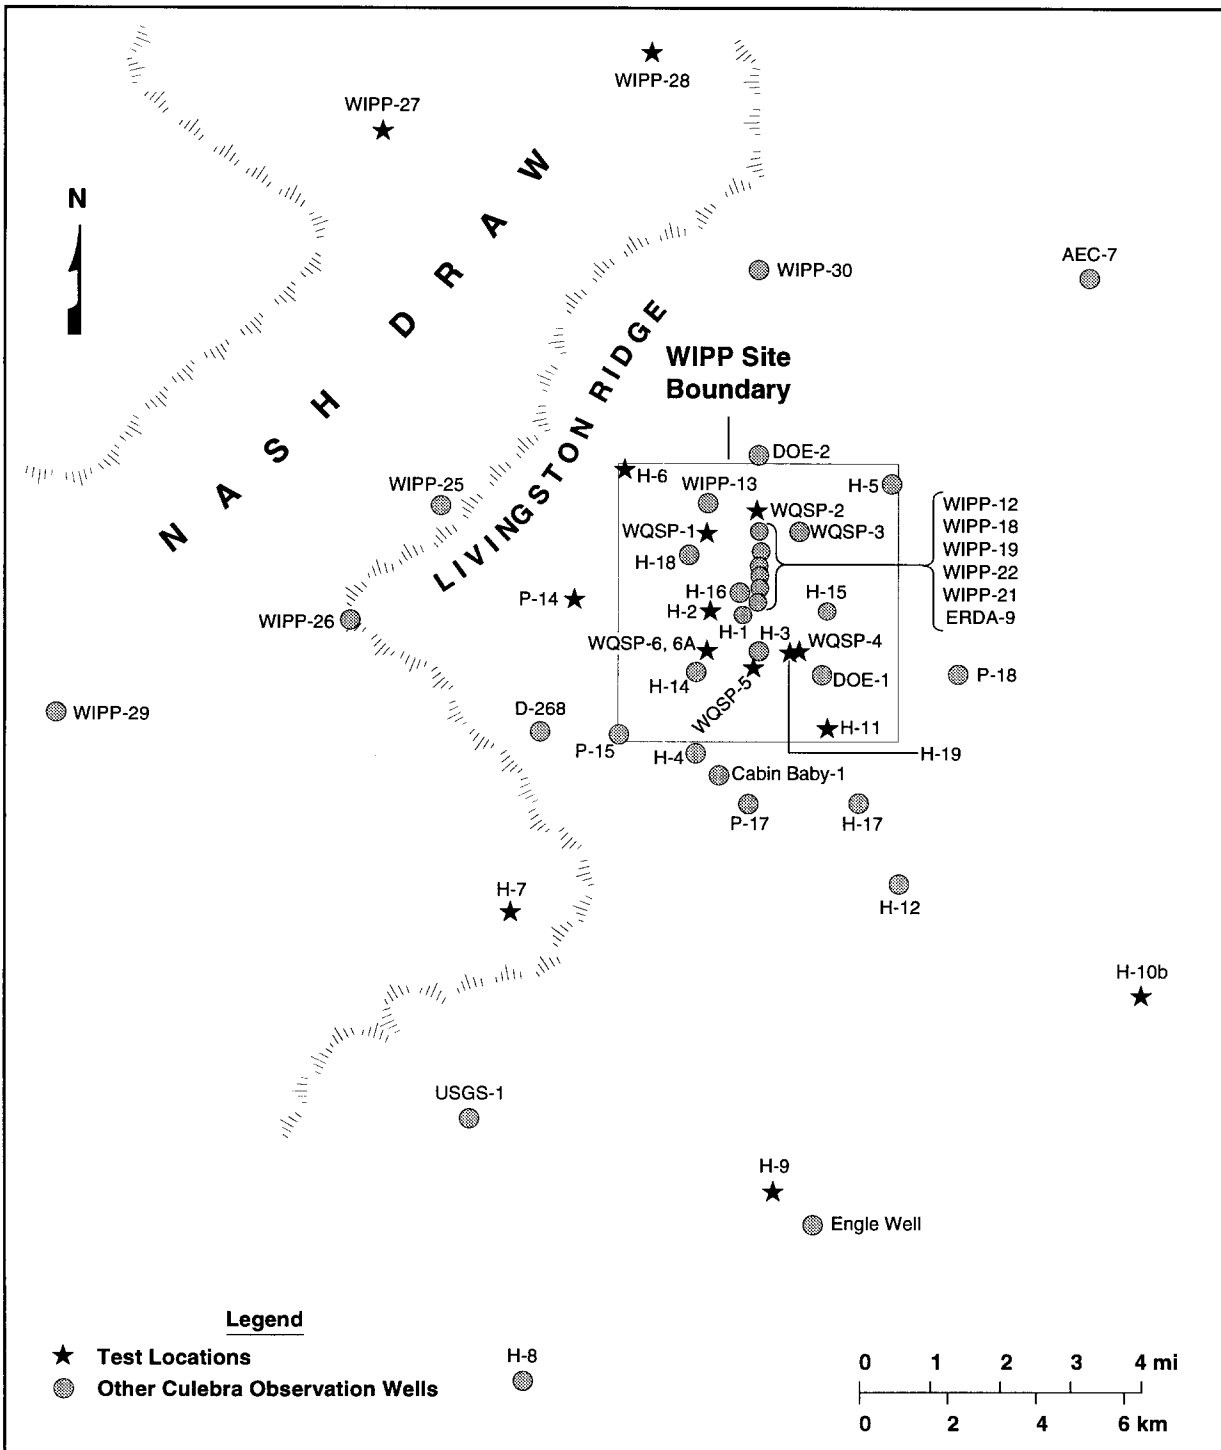 WIPP-28
WIPP-27
N
NASH DRAW
AEC-7
WIPP-30
LIVINGSTON RIDGE
WIPP Site
Boundary
DOE-2
H-6
WIPP-25
WIPP-13
H-5
WQSP-2
WQSP-1
WQSP-3
H-18
WIPP-12
WIPP-18
WIPP-19
WIPP-22
WIPP-21
ERDA-9
P-14
H-16
H-15
H-2
WIPP-26
H-1
H-3
WQSP-6, 6A
WQSP-4
H-14
WQSP-5
DOE-1
P-18
WIPP-29
D-268
H-11
P-15
H-4
H-19
Cabin Baby-1
P-17
H-17
H-7
H-12
H-10b
USGS-1
H-9
Engle Well
Legend
Test Locations
Other Culebra Observation Wells
H-8
0 1 2 3 4 mi
0 2 4 6 km